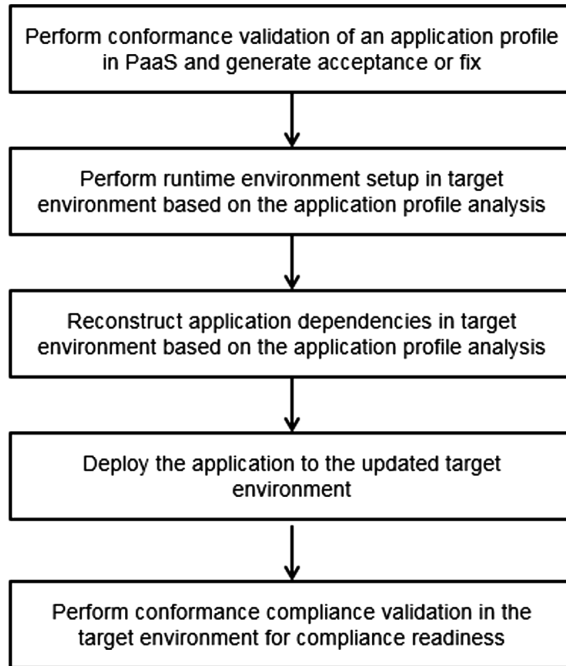 Perform conformance validation of an application profile
in PaaS and generate acceptance or fix
Perform runtime environment setup in target
environment based on the application profile analysis
Reconstruct application dependencies in target
environment based on the application profile analysis
Deploy the application to the updated target
environment
Perform conformance compliance validation in the
target environment for compliance readiness